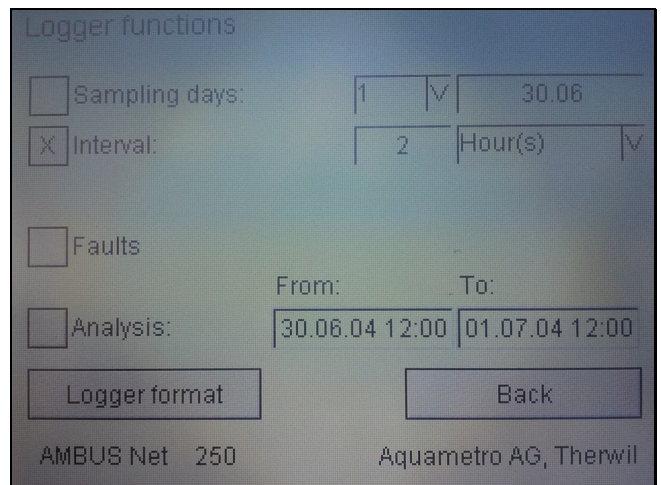 Logger functions
Sampling days: 1 V 30.06
X Interval: 2 Hour(s) V
Faults
From: To:
Analysis: 30.06.04 12:00 01.07.04 12:00
Logger format Back
AMBUS Net 250 Aquametro AG, Therwil